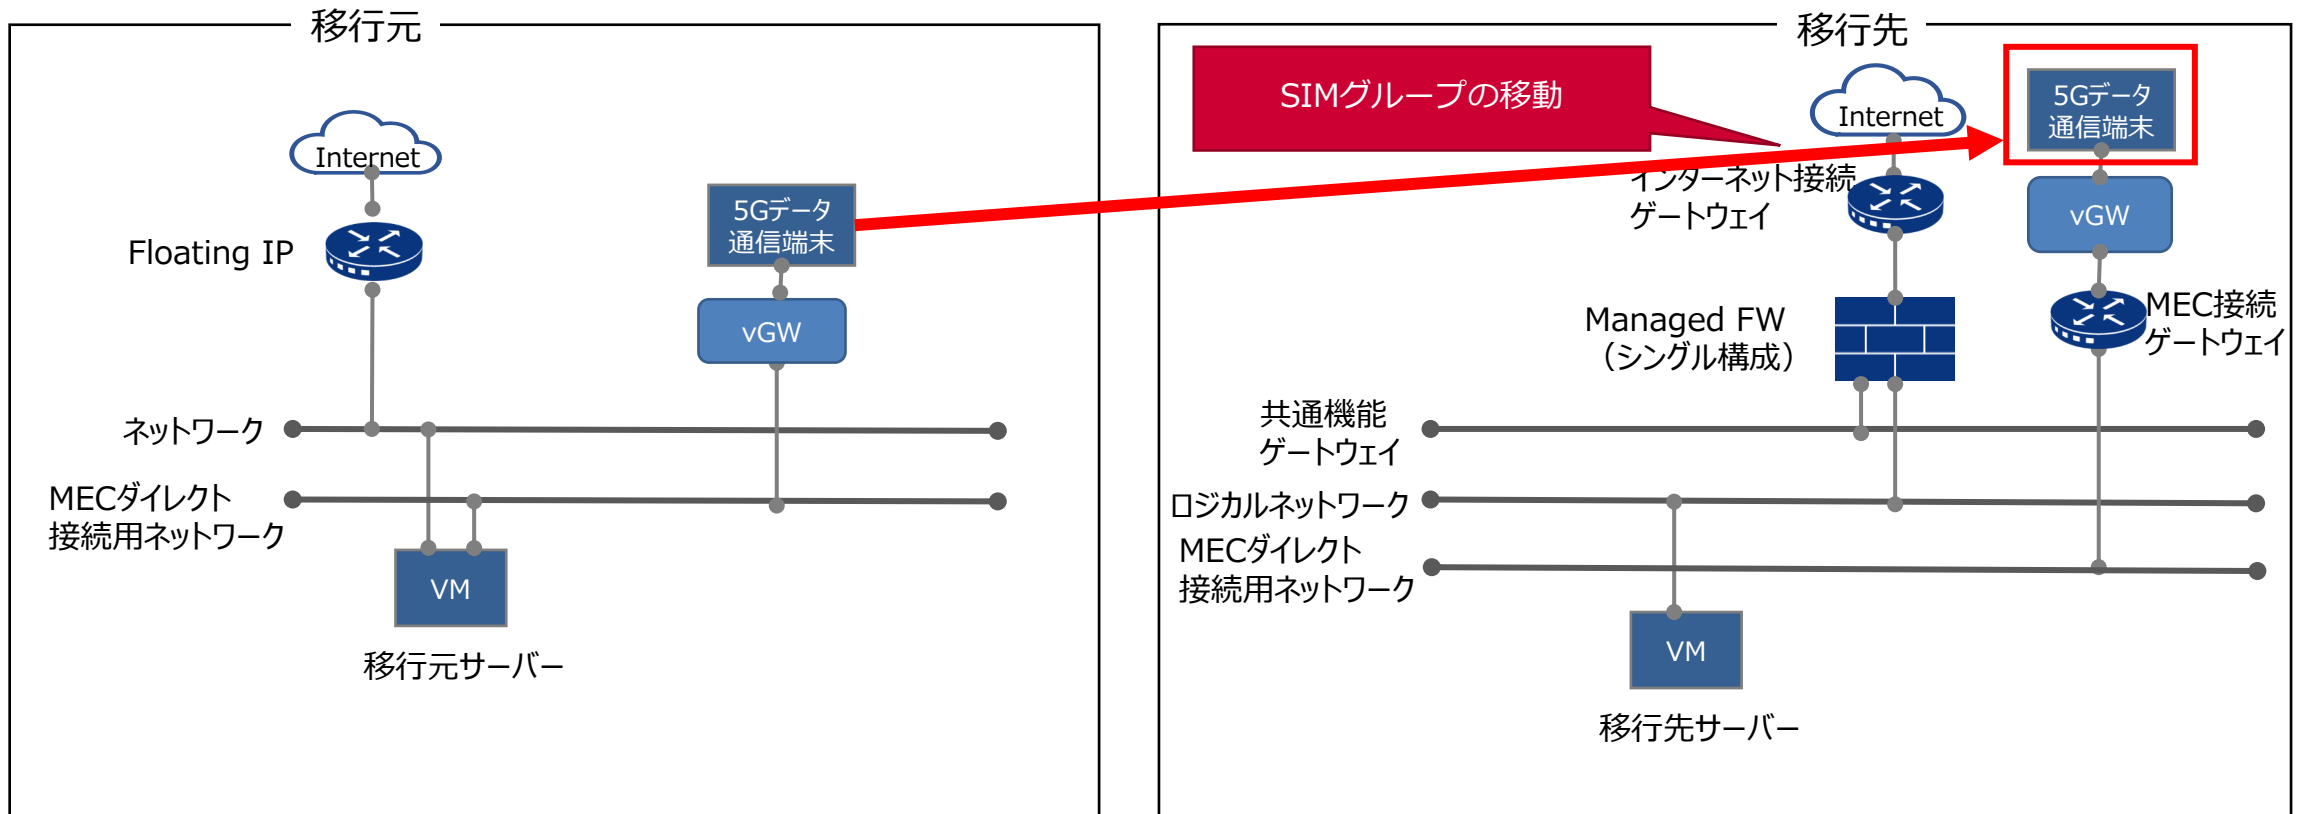 移行元
Internet
Floating IP
5Gデータ
通信端末
vGW
ネットワーク
MECダイレクト
接続用ネットワーク
VM
移行元サーバー
移行先
SIMグループの移動
Internet
5Gデータ
通信端末
インターネット接続
ゲートウェイ
vGW
Managed FW
（シングル構成）
MEC接続
ゲートウェイ
共通機能
ゲートウェイ
ロジカルネットワーク
MECダイレクト
接続用ネットワーク
VM
移行先サーバー